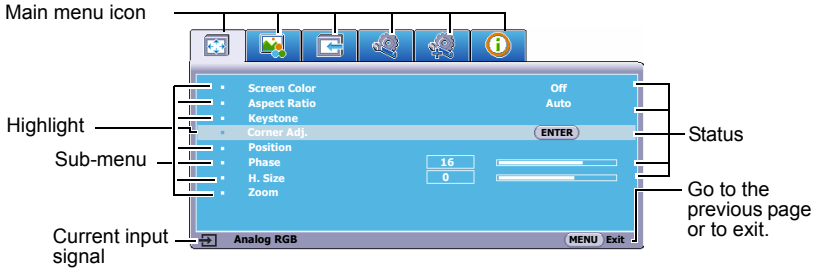 Main menu icon
Screen Color Off
Aspect Ratio Auto
Keystone
Highlight
Corner Adj. ENTER
Status
Position
Sub-menu
Phase 16
H. Size 0
Zoom
Go to the
previous page
or to exit.
Current input
signal
Analog RGB
MENU Exit